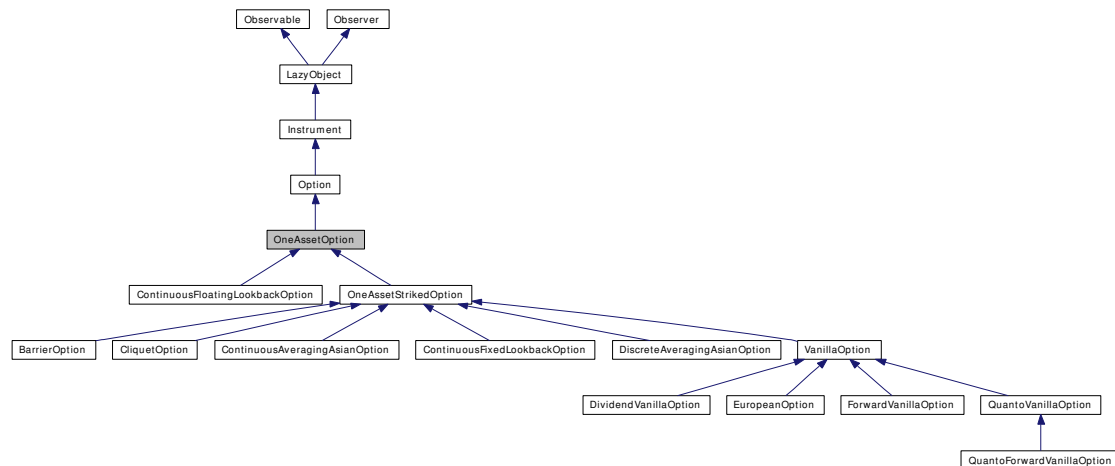 Observable
Observer
LazyObject
Instrument
Option
OneAssetOption
ContinuousFloatingLookbackOption
OneAssetStrikedOption
BarrierOption
CliquetOption
ContinuousAveragingAsianOption
ContinuousFixedLookbackOption
DiscreteAveragingAsianOption
VanillaOption
DividendVanillaOption
EuropeanOption
ForwardVanillaOption
QuantoVanillaOption
QuantoForwardVanillaOption